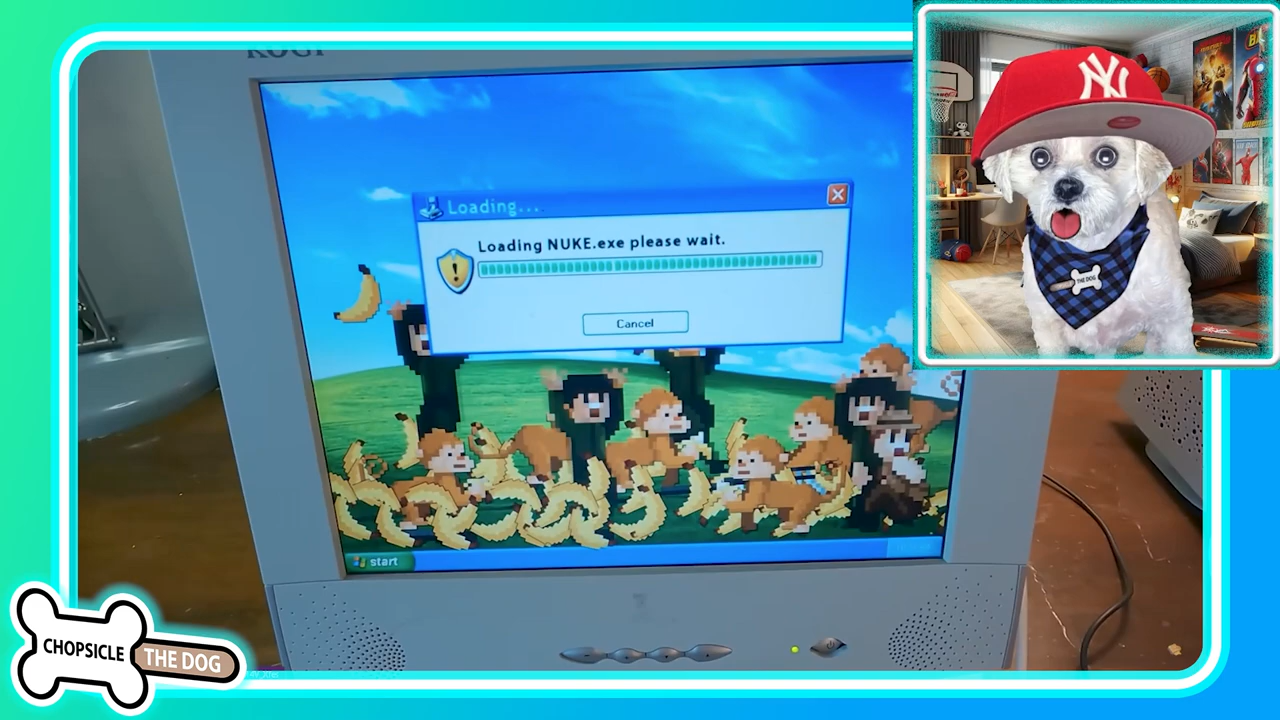 NY
Loading...
Loading NUKE.exe please wait.
Cancel
THE DOG
start
CHOPSICLE
THE DOG